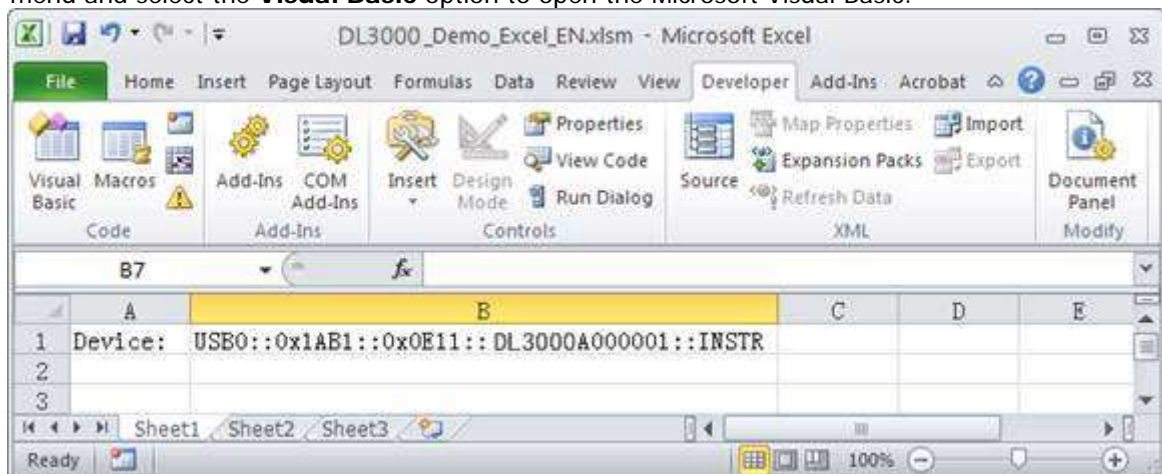 menu and select the Visual Basic option to open the Microsoft Visual Basic.
DL3000_Demo_Excel_EN.xlsm - Microsoft Excel
File Home Insert Page Layout Formulas Data Review View Developer Add-Ins Acrobat
Visual Basic
Macros
Code
Add-Ins
COM Add-Ins
Add-Ins
Insert
Design Mode
Properties
View Code
Run Dialog
Controls
Source
Map Properties
Expansion Packs
Refresh Data
Import
Export
XML
Document Panel
Modify
B7 fx
A B C D E
1 Device: USB0::0x1AB1::0x0E11::DL3000A000001::INSTR
2
3
Sheet1 Sheet2 Sheet3
Ready 100%